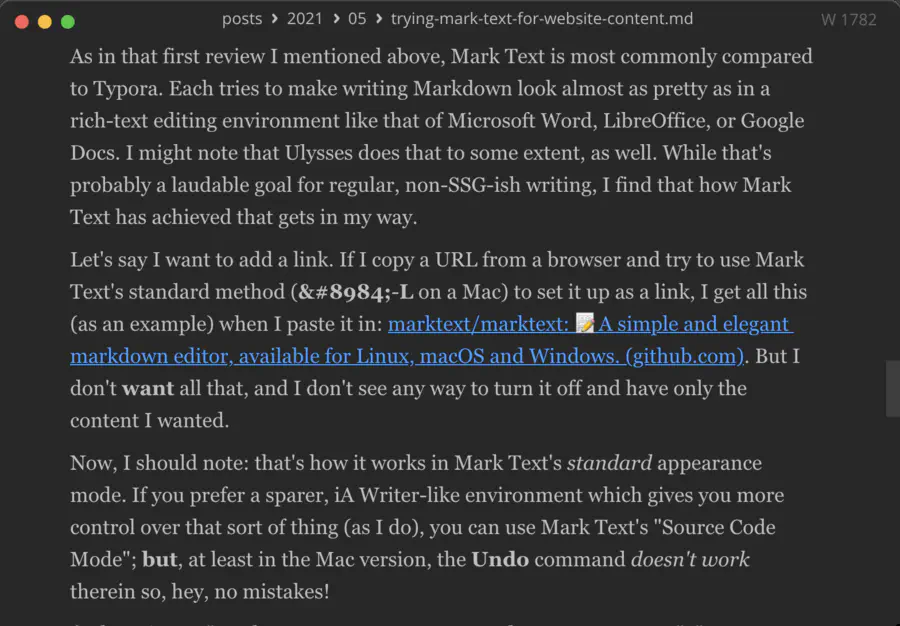 posts > 2021 > 05 > trying-mark-text-for-website-content.md W 1782
As in that first review I mentioned above, Mark Text is most commonly compared
to Typora. Each tries to make writing Markdown look almost as pretty as in a
rich-text editing environment like that of Microsoft Word, LibreOffice, or Google
Docs. I might note that Ulysses does that to some extent, as well. While that's
probably a laudable goal for regular, non-SSG-ish writing, I find that how Mark
Text has achieved that gets in my way.
Let's say I want to add a link. If I copy a URL from a browser and try to use Mark
Text's standard method (&#8984;-L on a Mac) to set it up as a link, I get all this
(as an example) when I paste it in: marktext/marktext: 📝 A simple and elegant
markdown editor, available for Linux, macOS and Windows. (github.com). But I
don't want all that, and I don't see any way to turn it off and have only the
content I wanted.
Now, I should note: that's how it works in Mark Text's standard appearance
mode. If you prefer a sparer, iA Writer-like environment which gives you more
control over that sort of thing (as I do), you can use Mark Text's "Source Code
Mode"; but, at least in the Mac version, the Undo command doesn't work
therein so, hey, no mistakes!